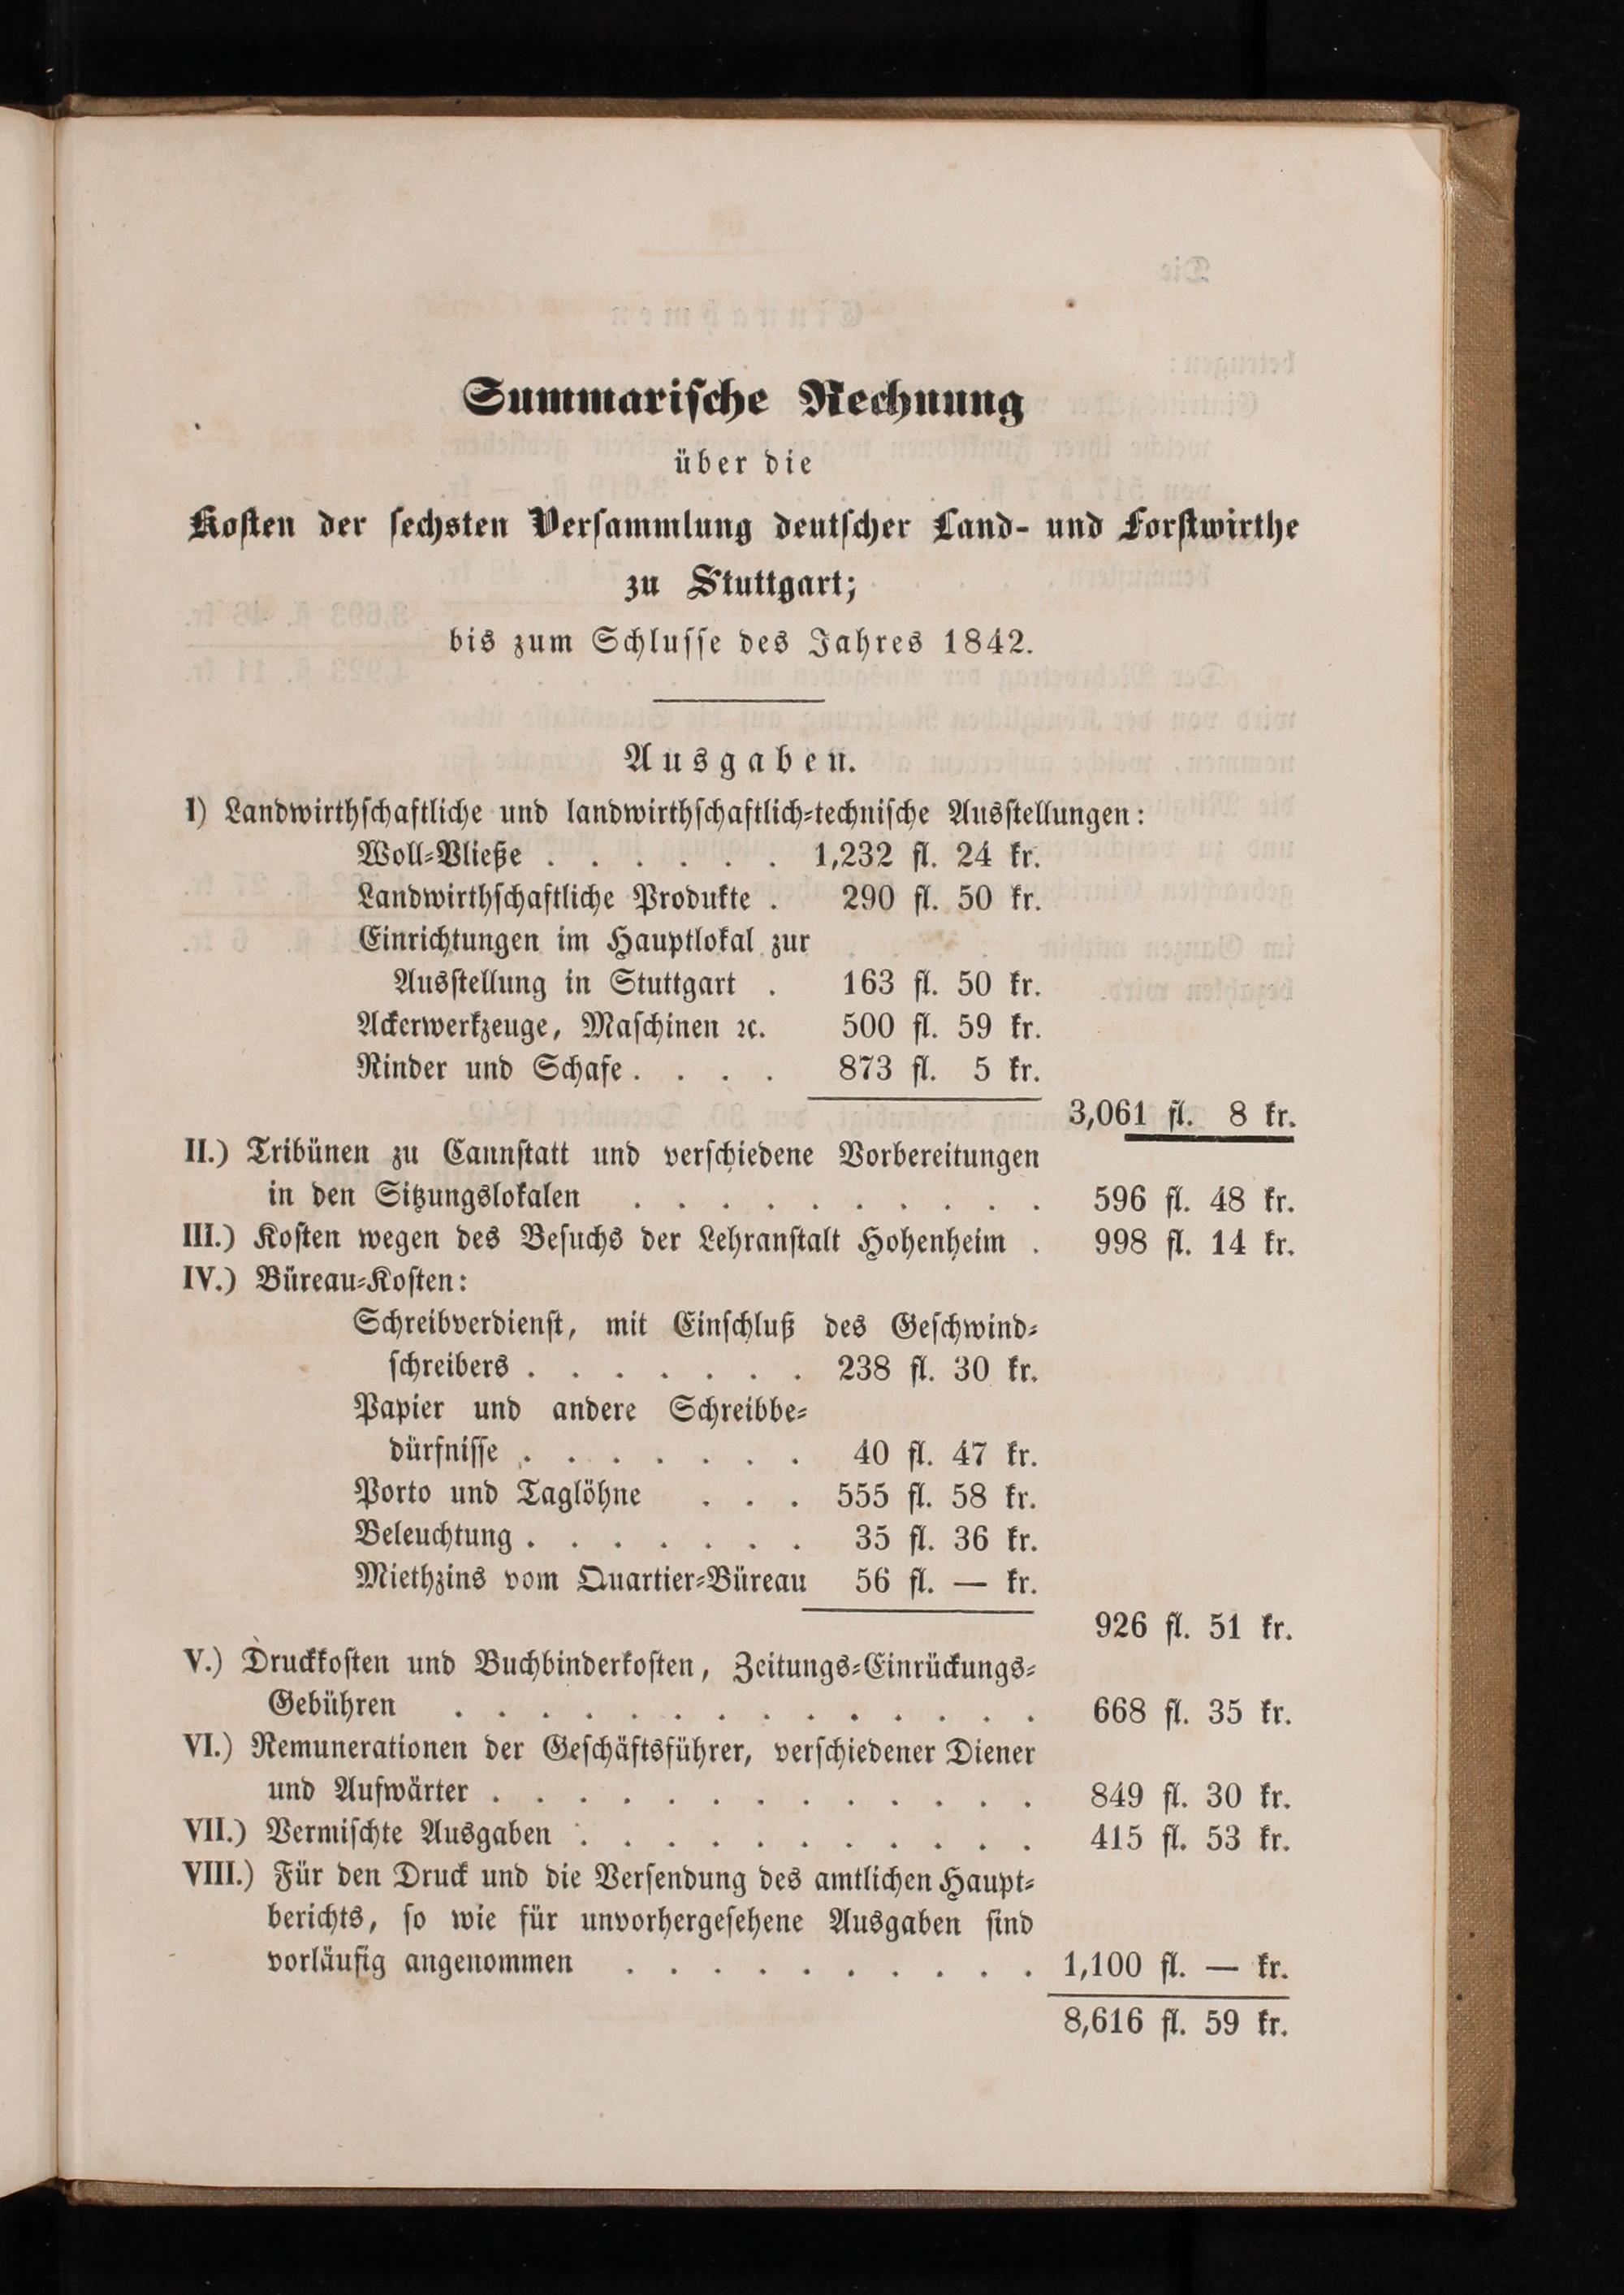 Summarische Rechnung
über die
Kosten der sechsten Versammlung deutscher Land- und Forstwirthe
zu Stuttgart;
bis zum Schlusse des Jahres 1842.
Ausgaben.
I) Landwirthschaftliche und landwirthschaftlich-technische Ausstellungen:
Woll-Vließe . . . . . . 1,232 fl. 24 kr.
Landwirthschaftliche Produkte . 290 fl. 50 kr.
Einrichtungen im Hauptlokal zur
Ausstellung in Stuttgart . 163 fl. 50 kr.
Ackerwerkzeuge, Maschinen ꝛc. 500 fl. 59 kr.
Rinder und Schafe . . . . 873 fl. 5 kr.
3,061 fl. 8 kr.
II.) Tribünen zu Cannstatt und verschiedene Vorbereitungen
in den Sitzungslokalen . . . . . . . . . . 596 fl. 48 kr.
III.) Kosten wegen des Besuchs der Lehranstalt Hohenheim . 998 fl. 14 kr.
IV.) Büreau-Kosten:
Schreibverdienst, mit Einschluß des Geschwind-
schreibers . . . . . . . 238 fl. 30 kr.
Papier und andere Schreibbe-
dürfnisse . . . . . . . 40 fl. 47 kr.
Porto und Taglöhne . . . 555 fl. 58 kr.
Beleuchtung . . . . . . . 35 fl. 36 kr.
Miethzins vom Quartier-Büreau 56 fl. — kr.
926 fl. 51 kr.
V.) Druckkosten und Buchbinderkosten, Zeitungs-Einrückungs-
Gebühren . . . . . . . . . . . . . . 668 fl. 35 kr.
VI.) Remunerationen der Geschäftsführer, verschiedener Diener
und Aufwärter . . . . . . . . . . . . . 849 fl. 30 kr.
VII.) Vermischte Ausgaben . . . . . . . . . . . 415 fl. 53 kr.
VIII.) Für den Druck und die Versendung des amtlichen Haupt-
berichts, so wie für unvorhergesehene Ausgaben sind
vorläufig angenommen . . . . . . . . . . 1,100 fl. — kr.
8,616 fl. 59 kr.